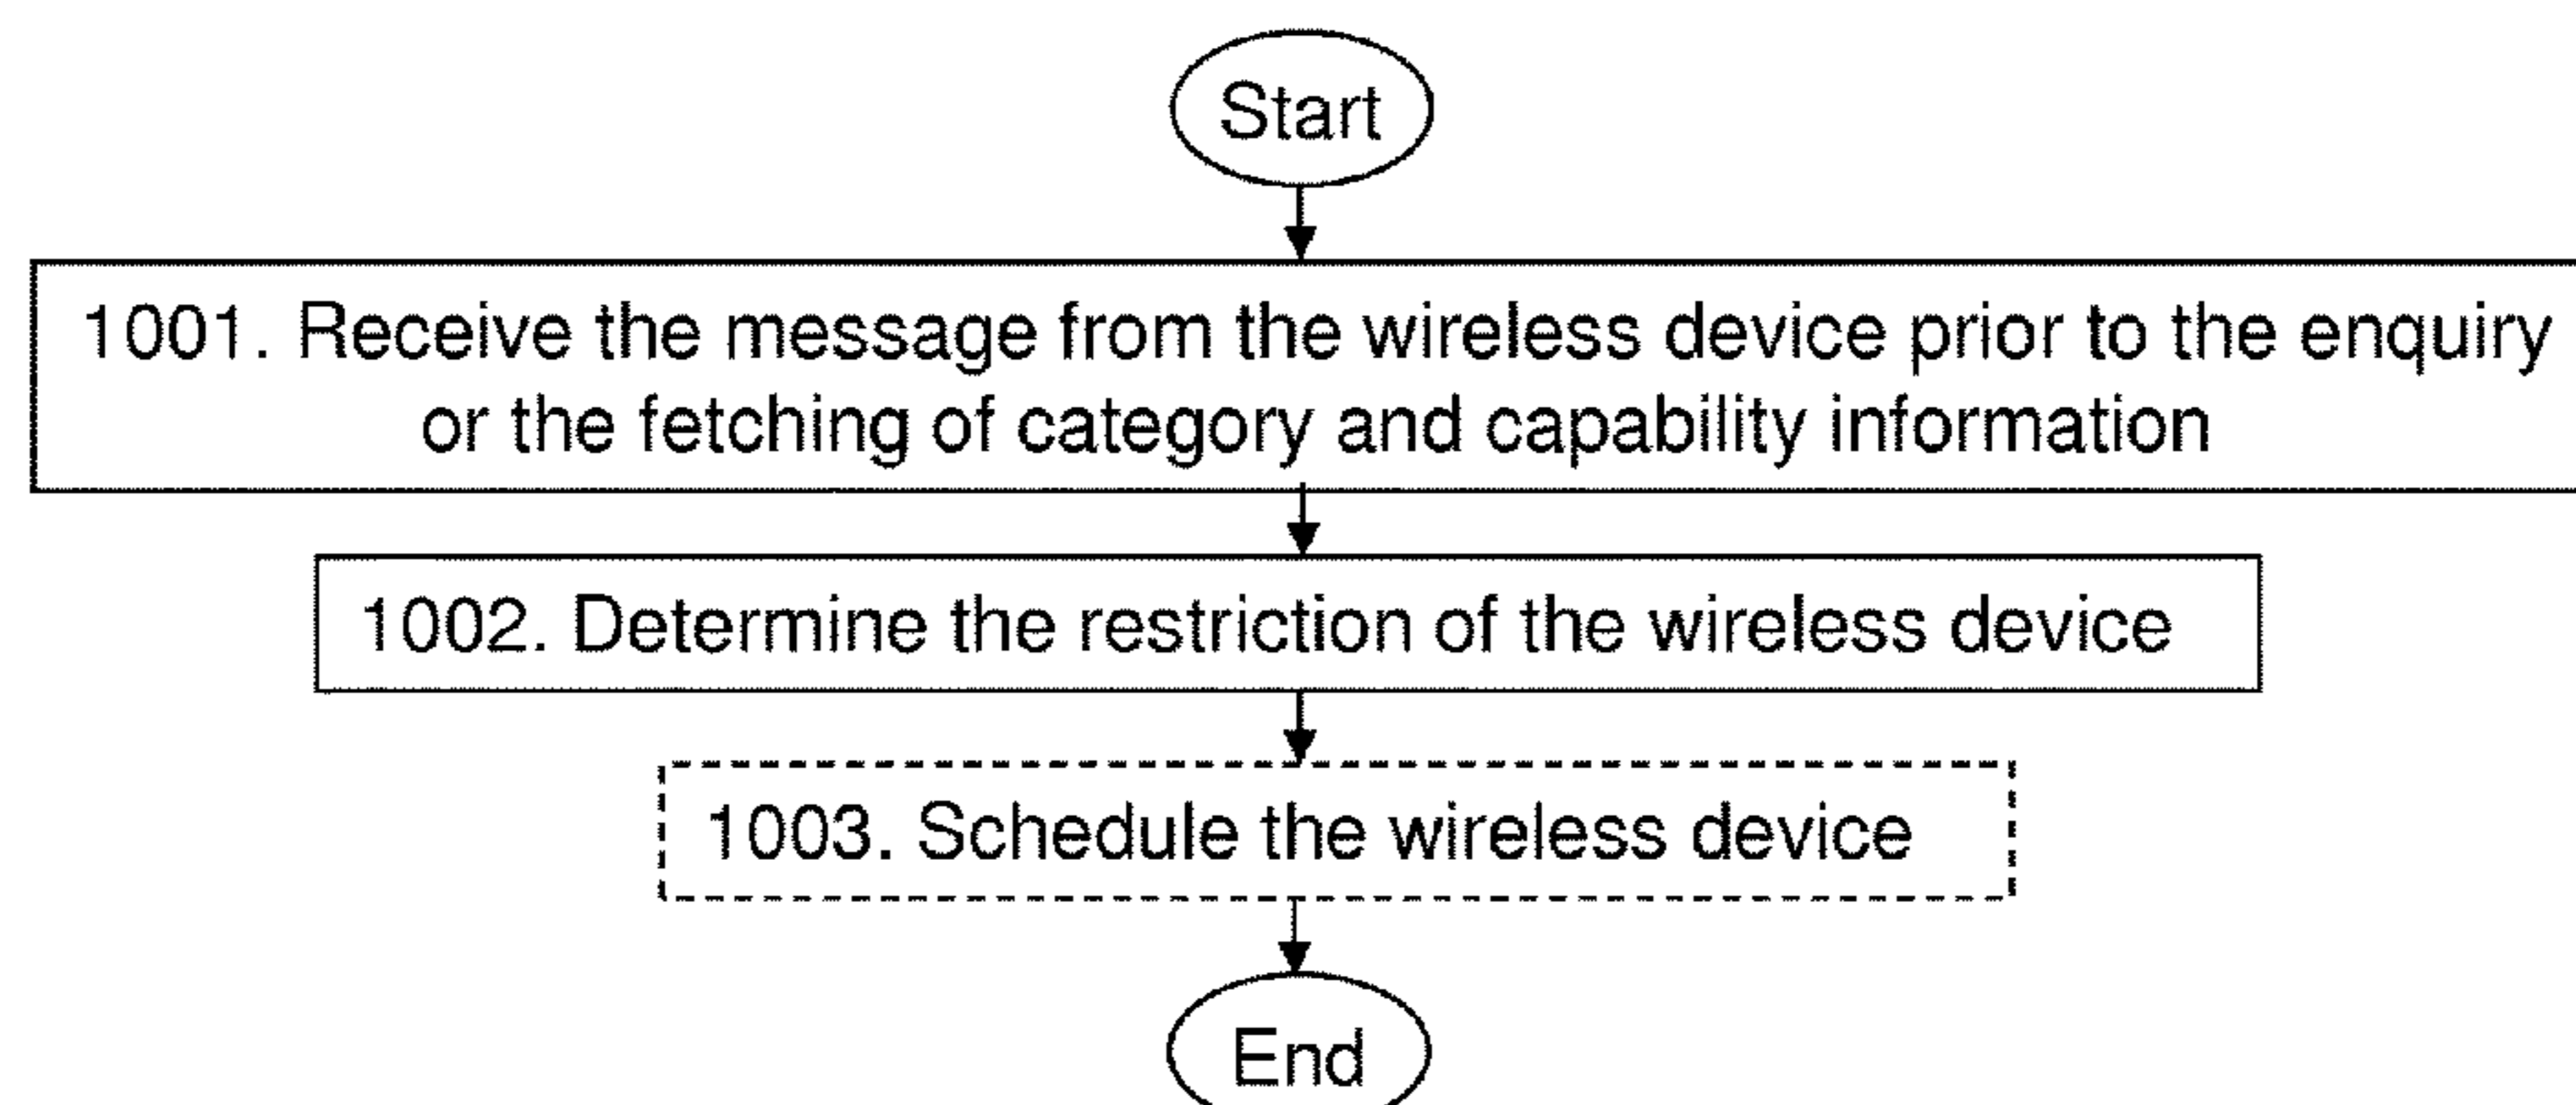 Start
1001. Receive the message from the wireless device prior to the enquiry
or the fetching of category and capability information
1002. Determine the restriction of the wireless device
1003. Schedule the wireless device
End